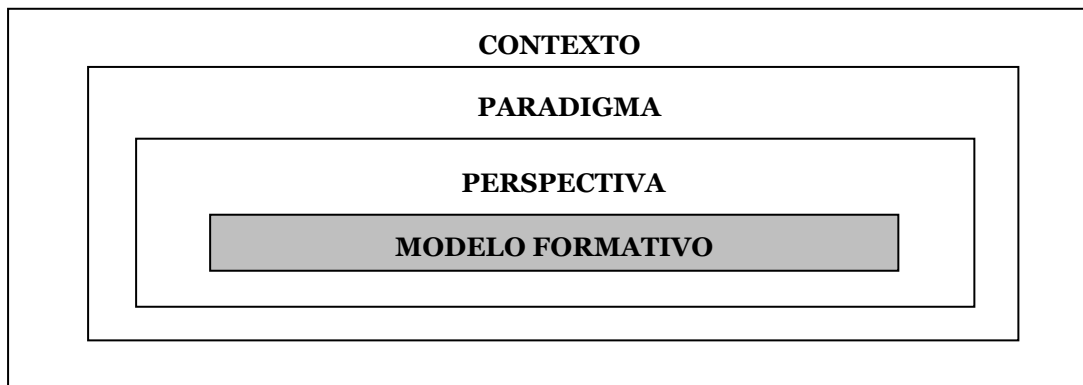 CONTEXTO
PARADIGMA
PERSPECTIVA
MODELO FORMATIVO